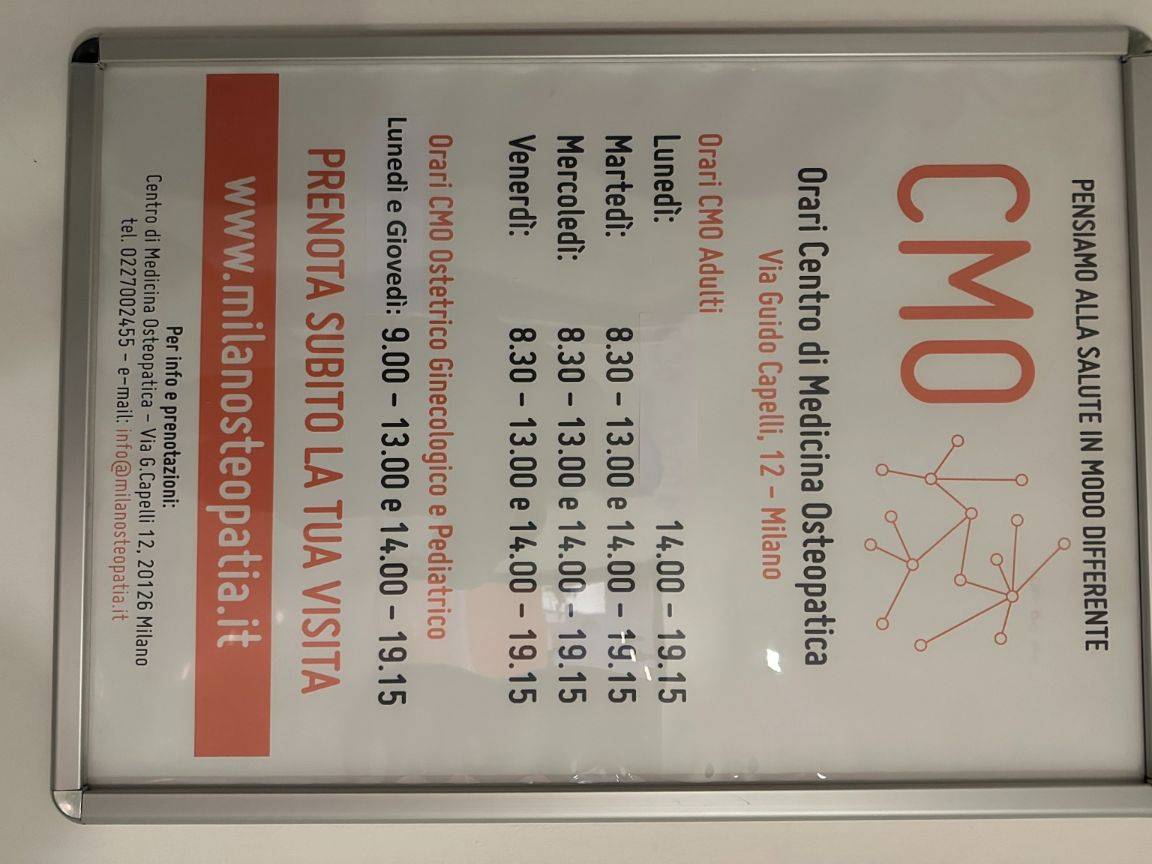 PENSIAMO ALLA SALUTE IN MODO DIFFERENTE
CMO
Orari Centro di Medicina Osteopatica
Via Guido Capelli, 12 – Milano
Orari CMO Adulti
Lunedì: 14.00 – 19.15
Martedì: 8.30 – 13.00 e 14.00 – 19.15
Mercoledì: 8.30 – 13.00 e 14.00 – 19.15
Venerdì: 8.30 – 13.00 e 14.00 – 19.15
Orari CMO Ostetrico Ginecologico e Pediatrico
Lunedì e Giovedì: 9.00 – 13.00 e 14.00 – 19.15
PRENOTA SUBITO LA TUA VISITA
www.milanosteopatia.it
Per info e prenotazioni:
Centro di Medicina Osteopatica – Via G.Capelli 12, 20126 Milano
tel. 0227002455 – e-mail: info@milanosteopatia.it